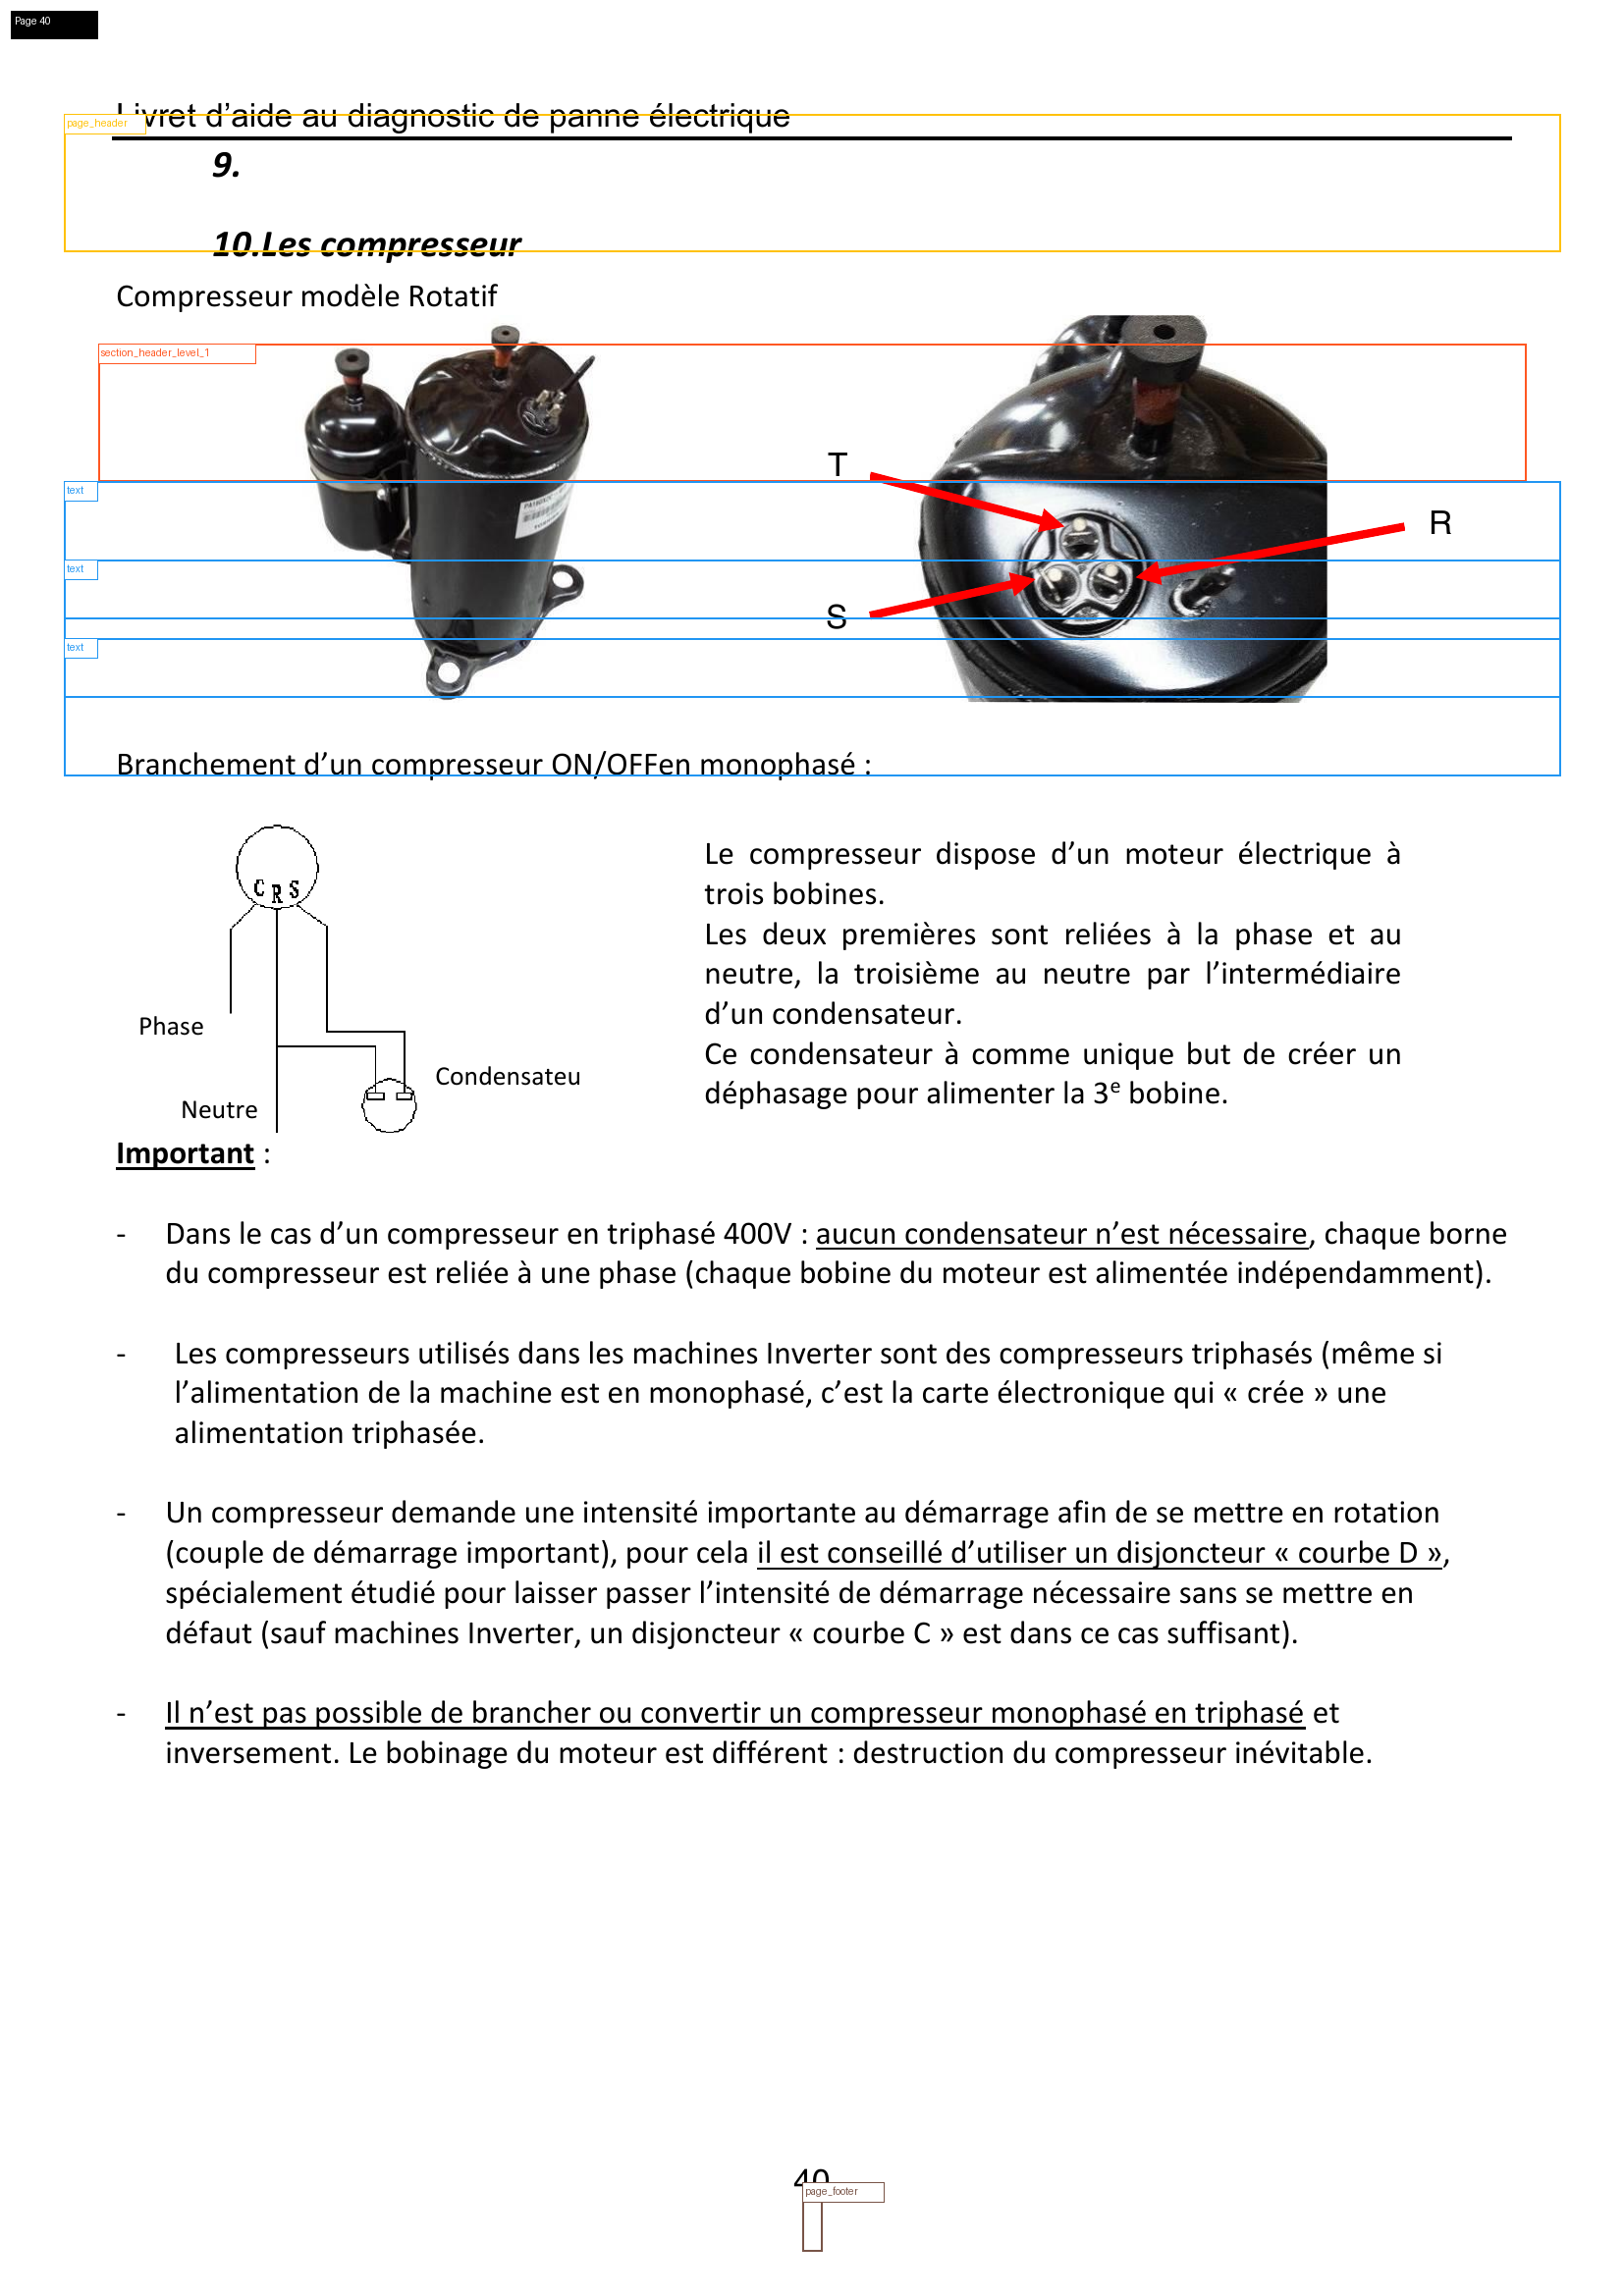 Page 40
Livret d'aide au diagnostic de panne électrique
page_header
9.
10.Les compresseur
Compresseur modèle Rotatif
section_header_level_1
T
text
R
text
S
text
Branchement d'un compresseur ON/OFFen monophasé :
C R S
Phase
Neutre
Condensateu
Le compresseur dispose d'un moteur électrique à
trois bobines.
Les deux premières sont reliées à la phase et au
neutre, la troisième au neutre par l'intermédiaire
d'un condensateur.
Ce condensateur à comme unique but de créer un
déphasage pour alimenter la 3e bobine.
Important :
- Dans le cas d'un compresseur en triphasé 400V : aucun condensateur n'est nécessaire, chaque borne
du compresseur est reliée à une phase (chaque bobine du moteur est alimentée indépendamment).
- Les compresseurs utilisés dans les machines Inverter sont des compresseurs triphasés (même si
l'alimentation de la machine est en monophasé, c'est la carte électronique qui « crée » une
alimentation triphasée.
- Un compresseur demande une intensité importante au démarrage afin de se mettre en rotation
(couple de démarrage important), pour cela il est conseillé d'utiliser un disjoncteur « courbe D »,
spécialement étudié pour laisser passer l'intensité de démarrage nécessaire sans se mettre en
défaut (sauf machines Inverter, un disjoncteur « courbe C » est dans ce cas suffisant).
- Il n'est pas possible de brancher ou convertir un compresseur monophasé en triphasé et
inversement. Le bobinage du moteur est différent : destruction du compresseur inévitable.
40
page_footer